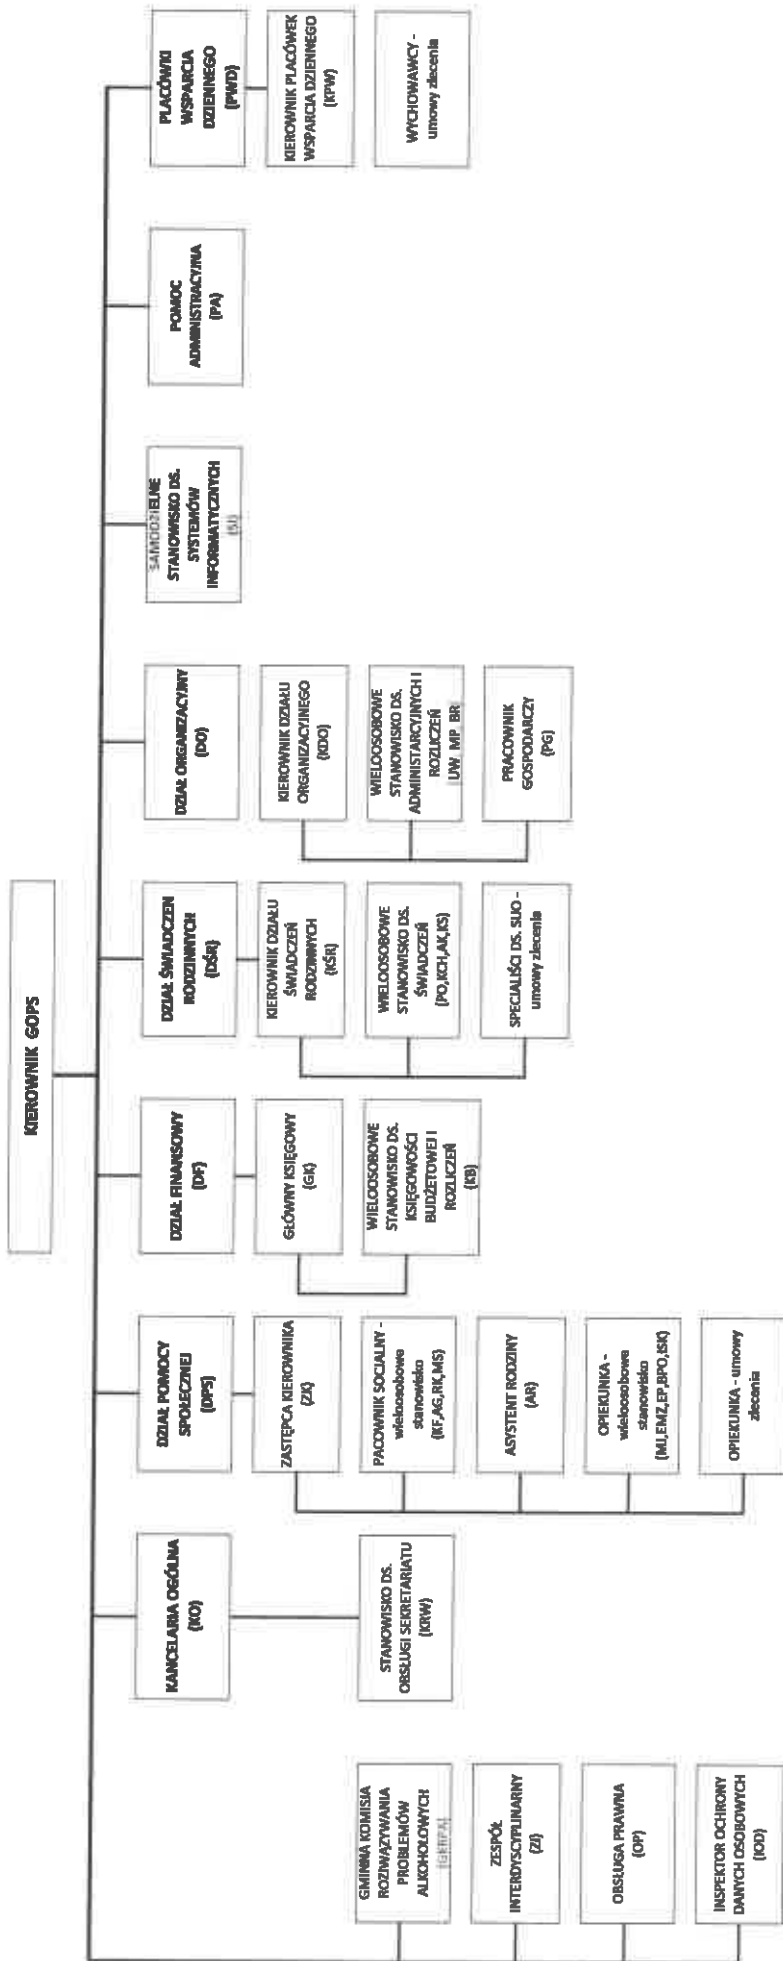 KIEROWNIK GOPS
GMINNA KOMISJA
ROZIWĄZYWANIA
PROBLEMÓW
ALKOHOLOWYCH
ZESPÓŁ
INTERDYSCYPLINARNY
(ZI)
OBSŁUGA PRAWNA
(OP)
INSPEKTOR OCHRONY
DANYCH OSOBOWYCH
(IOD)
KANCELARIA OGÓLNA
(KO)
STANOWISKO DS.
OBSŁUGI SEKRETARIATU
(KRW)
DZIAŁ POMOCY
SPOŁECZNEJ
(DPS)
ZASTĘPCA KIEROWNIKA
(ZK)
PACOWNIK SOCJALNY -
wieloosobowe
stanowisko
(KF,AG,RK,MS)
ASYSTENT RODZINY
(AR)
OPIEKUNKA -
wieloosobowe
stanowisko
(MJ,EMZ,EP,BPO,ISK)
OPIEKUNKA - umowy
zlecenia
DZIAŁ FINANSOWY
(DF)
GŁÓWNY KSIĘGOWY
(GK)
WIELOOSOBOWE
STANOWISKO DS.
KSIĘGOWOŚCI
BUDŻETOWEJ I
ROZLICZEŃ
(KB)
DZIAŁ ŚWIADCZEŃ
RODZINNYCH
(DŚR)
KIEROWNIK DZIAŁU
ŚWIADCZEŃ
RODZINNYCH
(KŚR)
WIELOOSOBOWE
STANOWISKO DS.
ŚWIADCZEŃ
(PO,KCH,AK,KS)
SPECJALIŚCI DS. SUO -
umowy zlecenia
DZIAŁ ORGANIZACYJNY
(DO)
KIEROWNIK DZIAŁU
ORGANIZACYJNEGO
(KDO)
WIELOOSOBOWE
STANOWISKO DS.
ADMINISTARCYJNYCH I
ROZLICZEŃ
(UW, MP, BR)
PRACOWNIK
GOSPODARCZY
(PG)
SAMODZIELNE
STANOWISKO DS.
SYSTEMÓW
INFORMATYCZNYCH
(SI)
POMOC
ADMINISTRACYJNA
(PA)
PLACÓWKI
WSPARCIA
DZIENNEGO
(PWD)
KIEROWNIK PLACÓWEK
WSPARCIA DZIENNEGO
(KPW)
WYCHOWAWCY -
umowy zlecenia